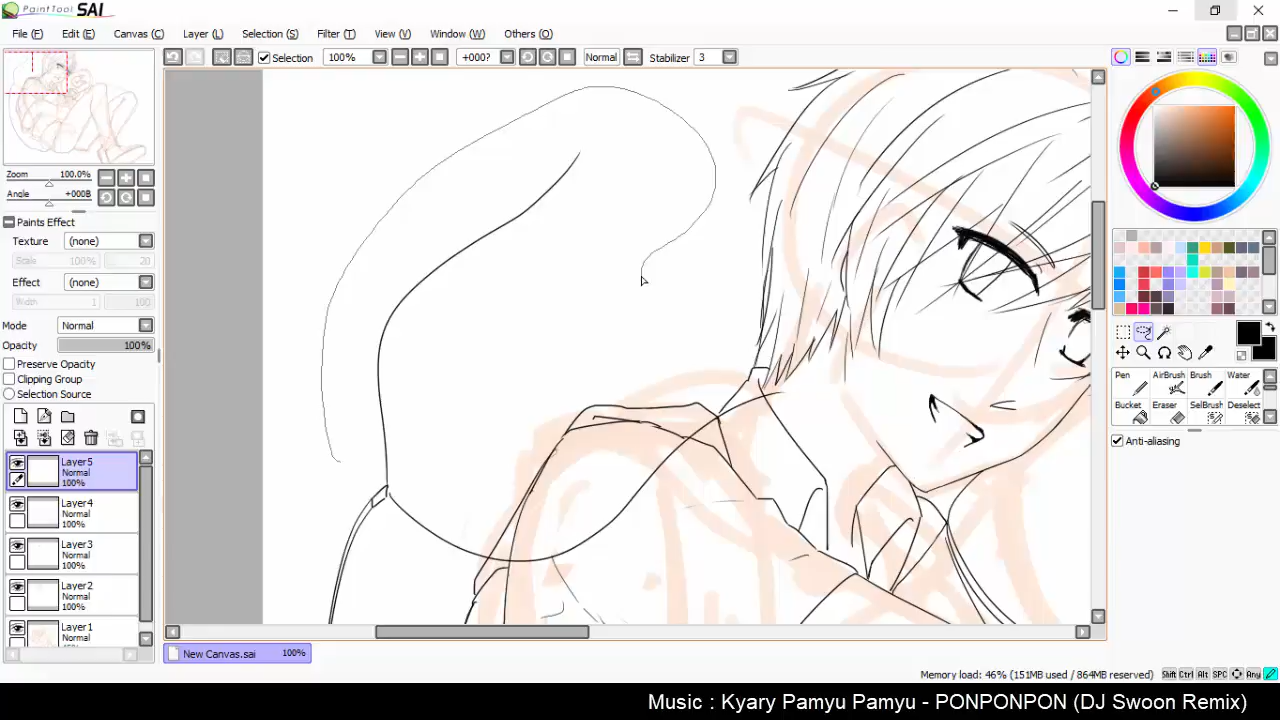 PaintTool SAI
File (F) Edit (E) Canvas (C) Layer (L) Selection (S) Filter (T) View (V) Window (W) Others (O)
Selection 100% +000? Normal Stabilizer 3
Zoom 100.0%
Angle +000B
Paints Effect
Texture (none)
Scale 100% 20
Effect (none)
Width 1 100
Mode Normal
Opacity 100%
Preserve Opacity
Clipping Group
Selection Source
Layer5
Normal
100%
Layer4
Normal
100%
Layer3
Normal
100%
Layer2
Normal
100%
Layer1
Normal
100%
Pen AirBrush Brush Water
Bucket Eraser SelBrush Deselect
Anti-aliasing
New Canvas.sai 100%
Memory load: 46% (151MB used / 864MB reserved) Shift Ctrl Alt SPC Any
Music : Kyary Pamyu Pamyu - PONPONPON (DJ Swoon Remix)